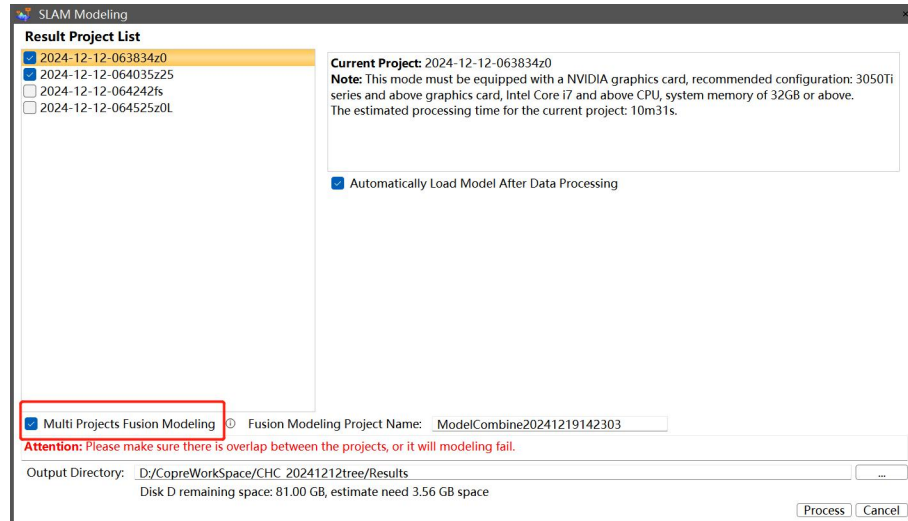 SLAM Modeling
Result Project List
2024-12-12-063834z0
2024-12-12-064035z25
2024-12-12-064242fs
2024-12-12-064525z0L
Current Project: 2024-12-12-063834z0
Note: This mode must be equipped with a NVIDIA graphics card, recommended configuration: 3050Ti
series and above graphics card, Intel Core i7 and above CPU, system memory of 32GB or above.
The estimated processing time for the current project: 10m31s.
Automatically Load Model After Data Processing
Multi Projects Fusion Modeling Fusion Modeling Project Name: ModelCombine20241219142303
Attention: Please make sure there is overlap between the projects, or it will modeling fail.
Output Directory: D:/CopreWorkSpace/CHC_20241212tree/Results ...
Disk D remaining space: 81.00 GB, estimate need 3.56 GB space
Process Cancel